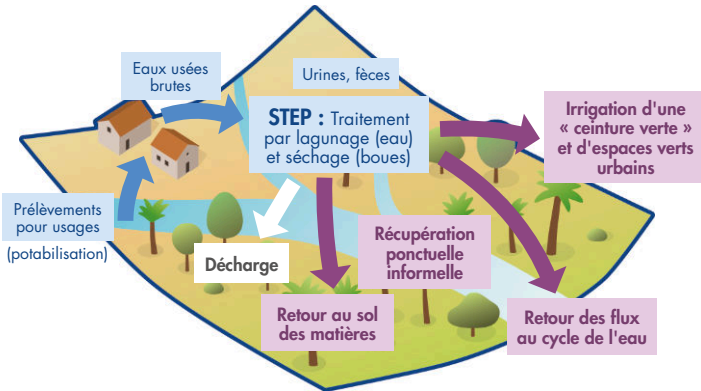 Eaux usées
brutes
Urines, fèces
STEP : Traitement
par lagunage (eau)
et séchage (boues)
Irrigation d'une
« ceinture verte »
et d'espaces verts
urbains
Prélèvements
pour usages
(potabilisation)
Décharge
Récupération
ponctuelle
informelle
Retour au sol
des matières
Retour des flux
au cycle de l'eau